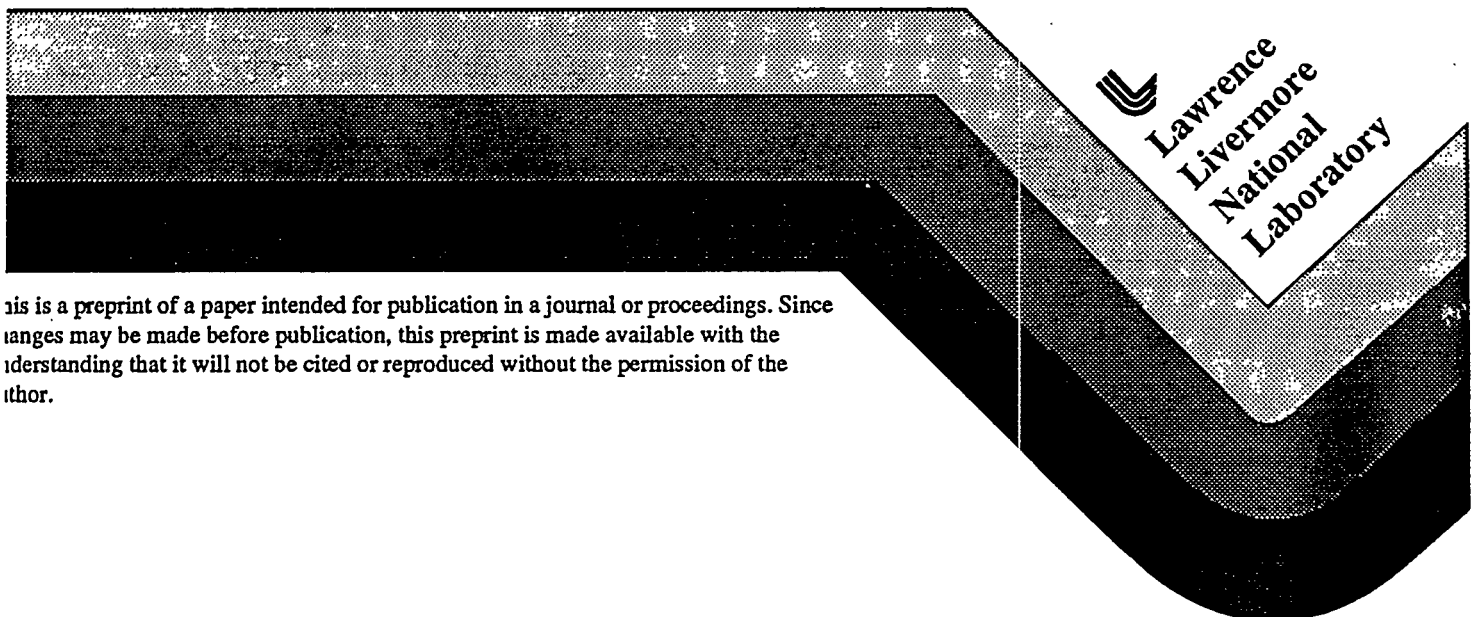 Lawrence
Livermore
National
Laboratory
is is a preprint of a paper intended for publication in a journal or proceedings. Since
anges may be made before publication, this preprint is made available with the
derstanding that it will not be cited or reproduced without the permission of the
thor.